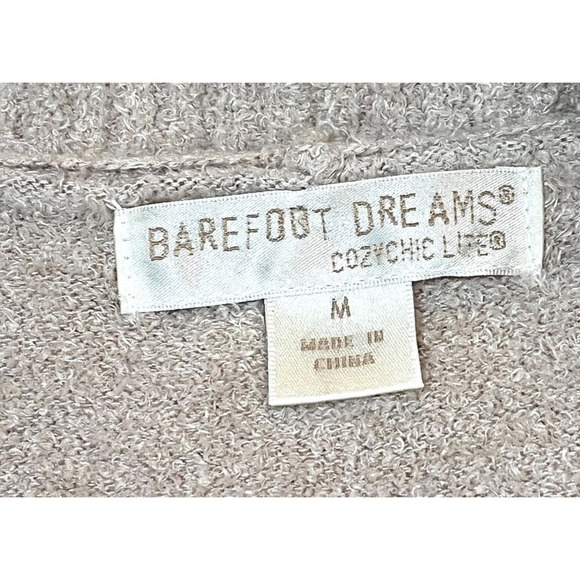 BAREFOOT DREAMS®
COZYCHIC LITE®
M
MADE IN
CHINA